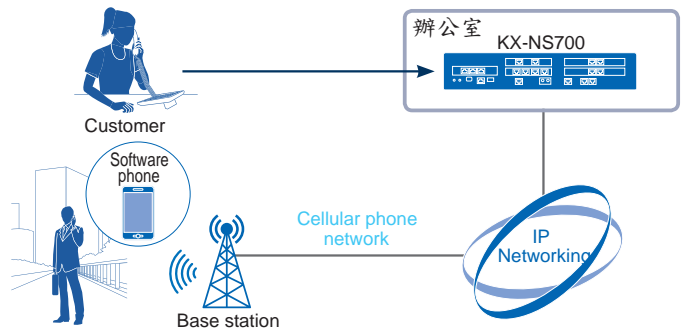 辦公室
KX-NS700
Customer
Software
phone
Cellular phone
network
IP
Networking
Base station